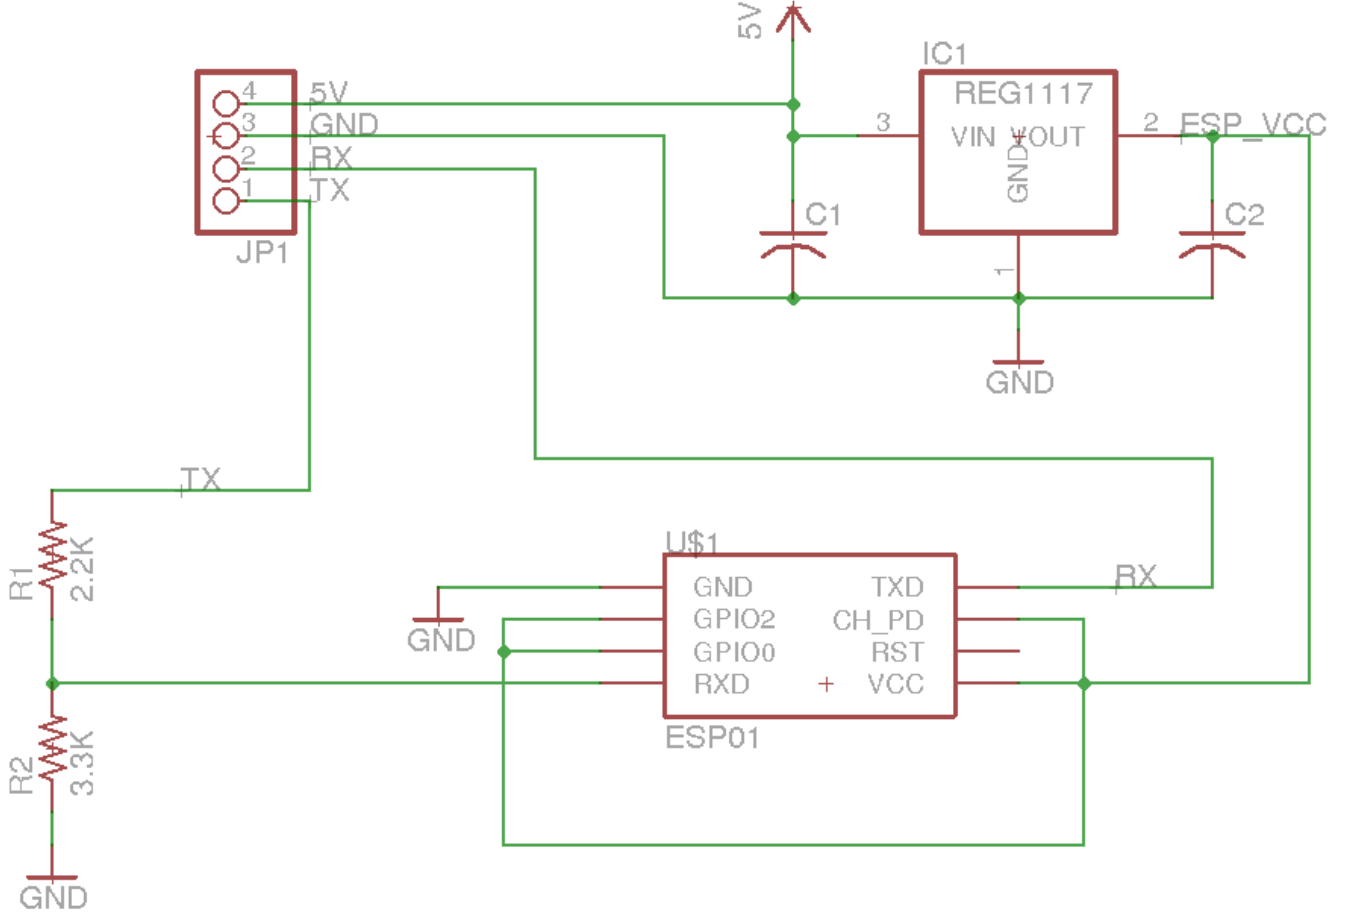 5V
IC1
REG1117
4
5V
3
GND
2
RX
1
TX
JP1
3
VIN
VOUT
GND
2
ESP_VCC
1
C1
C2
GND
TX
R1
2.2K
U$1
GND
TXD
RX
GPIO2
CH_PD
GPIO0
RST
RXD
VCC
GND
ESP01
R2
3.3K
GND